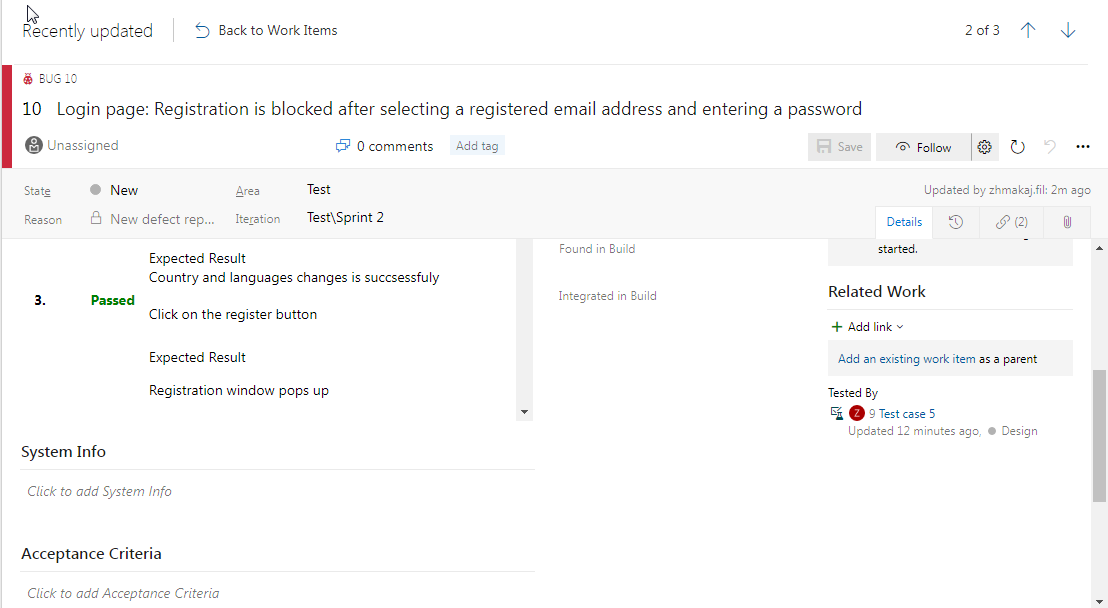 Recently updated
Back to Work Items
2 of 3
BUG 10
10 Login page: Registration is blocked after selecting a registered email address and entering a password
Unassigned
0 comments
Add tag
Save
Follow
State
New
Area
Test
Updated by zhmakaj.fil: 2m ago
Reason
New defect rep...
Iteration
Test\Sprint 2
Details
(2)
Expected Result
Country and languages changes is succsessfuly
3. Passed
Click on the register button
Expected Result
Registration window pops up
System Info
Click to add System Info
Acceptance Criteria
Click to add Acceptance Criteria
Found in Build
Integrated in Build
started.
Related Work
Add link
Add an existing work item as a parent
Tested By
Z 9 Test case 5
Updated 12 minutes ago, Design